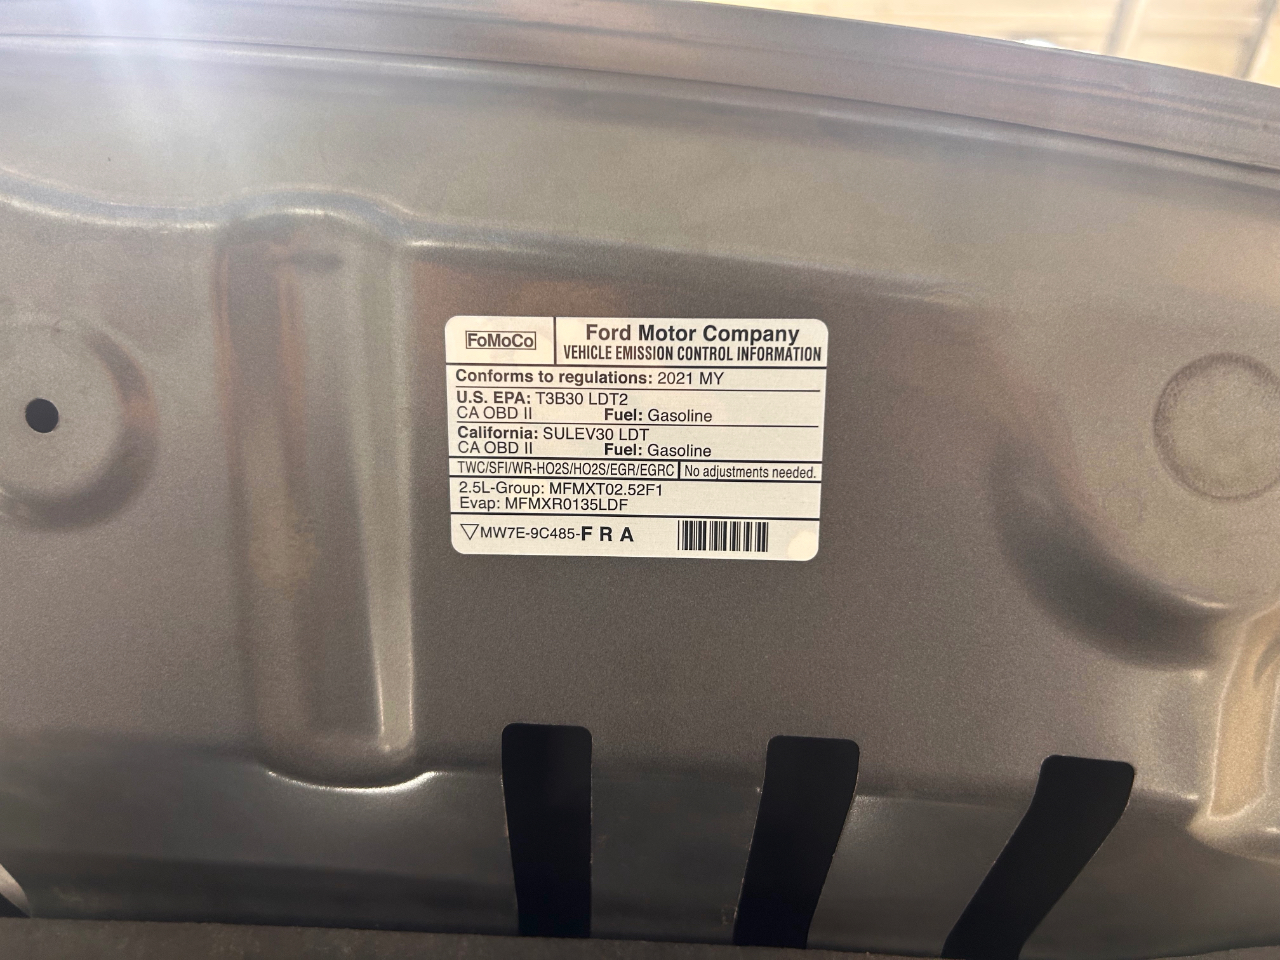 FoMoCo
Ford Motor Company
VEHICLE EMISSION CONTROL INFORMATION
Conforms to regulations: 2021 MY
U.S. EPA: T3B30 LDT2
CA OBD II Fuel: Gasoline
California: SULEV30 LDT
CA OBD II Fuel: Gasoline
TWC/SFI/WR-HO2S/HO2S/EGR/EGRC No adjustments needed.
2.5L-Group: MFMXT02.52F1
Evap: MFMXR0135LDF
MW7E-9C485-F R A